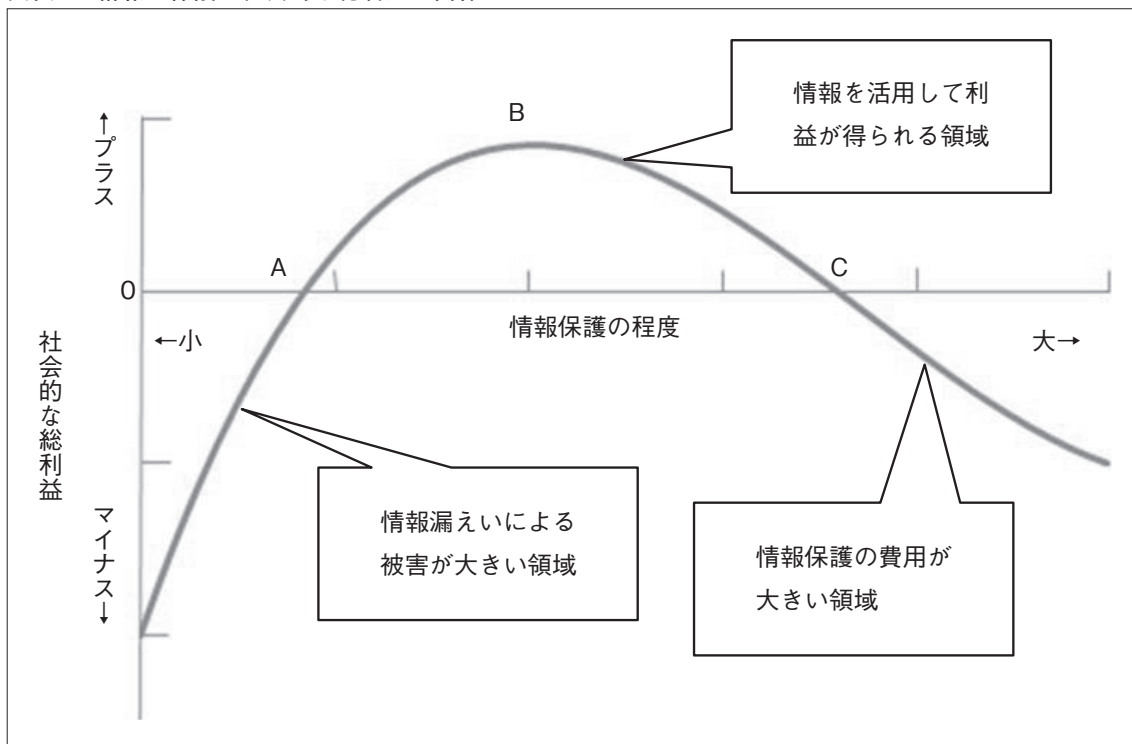 B
情報を活用して利
益が得られる領域
↑プラス
A
C
0
情報保護の程度
←小
大→
社会的な総利益
マイナス↓
情報漏えいによる
被害が大きい領域
情報保護の費用が
大きい領域